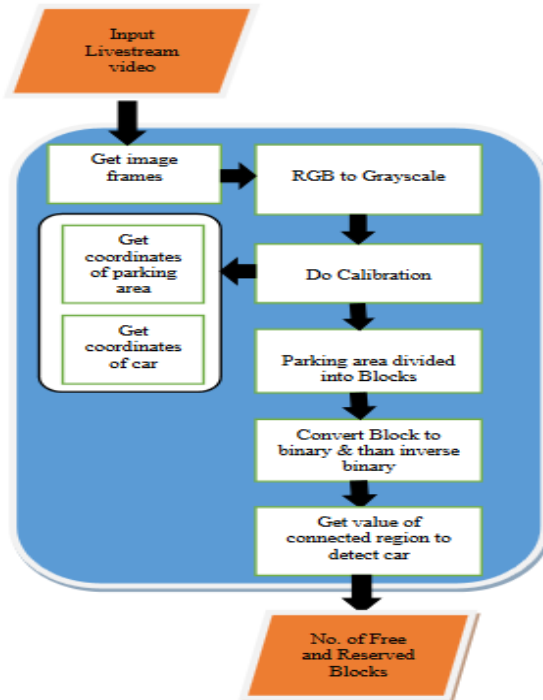 Input
Livestream
video
Get image
frames
RGB to Grayscale
Get
coordinates
of parking
area
Do Calibration
Get
coordinates
of car
Parking area divided
into Blocks
Convert Block to
binary & than inverse
binary
Get value of
connected region to
detect car
No. of Free
and Reserved
Blocks